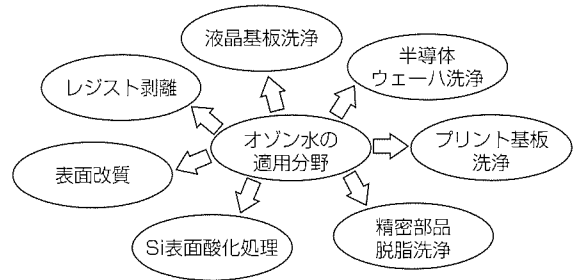 液晶基板洗浄
半導体
ウェーハ洗浄
レジスト剥離
オゾン水の
適用分野
プリント基板
洗浄
表面改質
精密部品
脱脂洗浄
Si表面酸化処理